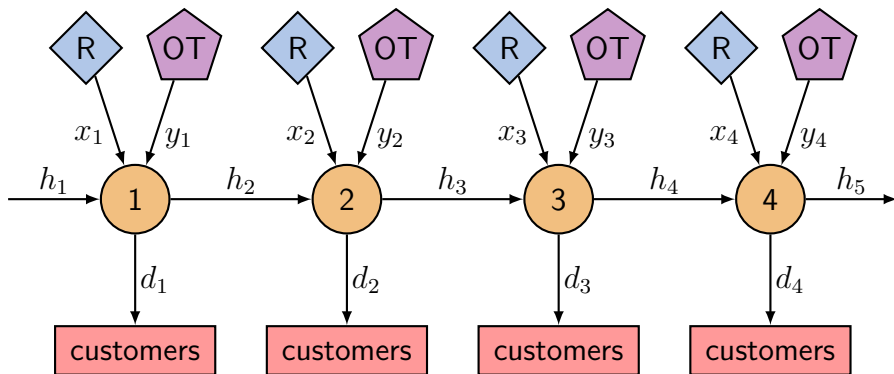 R OT R OT R OT R OT
x₁ y₁ x₂ y₂ x₃ y₃ x₄ y₄
h₁ 1 h₂ 2 h₃ 3 h₄ 4 h₅
d₁ d₂ d₃ d₄
customers customers customers customers